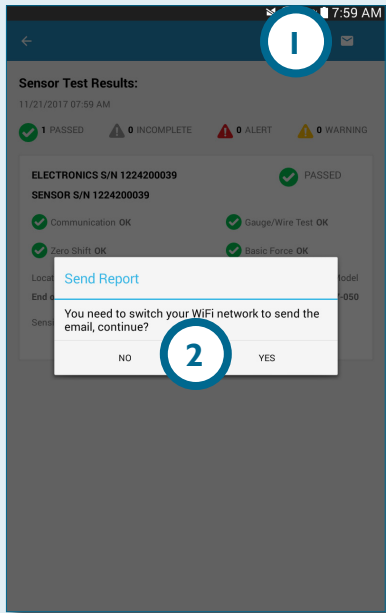 7:59 AM
1
Sensor Test Results:
11/21/2017 07:59 AM
1 PASSED 0 INCOMPLETE 0 ALERT 0 WARNING
ELECTRONICS S/N 1224200039 PASSED
SENSOR S/N 1224200039
Communication OK Gauge/Wire Test OK
Zero Shift OK Basic Force OK
Send Report
You need to switch your WiFi network to send the
email, continue?
NO 2 YES